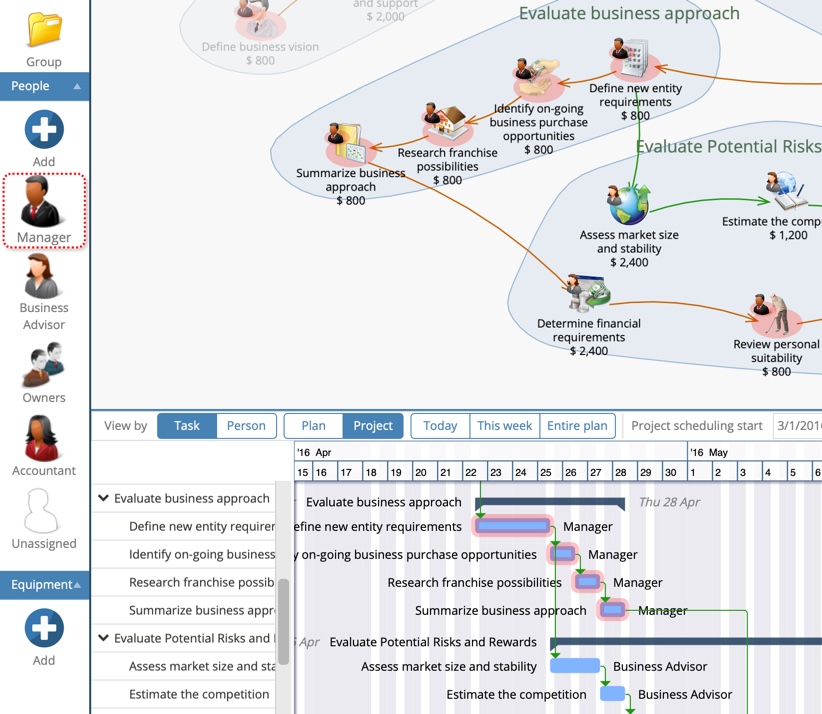 Group
People
Add
Manager
Business
Advisor
Owners
Accountant
Unassigned
Equipment
Add
and support
$ 2,000
Define business vision
$ 800
Evaluate business approach
Define new entity
requirements
$ 800
Identify on-going
business purchase
opportunities
$ 800
Research franchise
possibilities
$ 800
Summarize business
approach
$ 800
Evaluate Potential Risks
Assess market size
and stability
$ 2,400
Estimate the comp
$ 1,200
Determine financial
requirements
$ 2,400
Review personal
suitability
$ 800
View by Task Person Plan Project Today This week Entire plan Project scheduling start 3/1/2016
'16 Apr '16 May
15 16 17 18 19 20 21 22 23 24 25 26 27 28 29 30 1 2 3 4 5 6
Evaluate business approach Evaluate business approach Thu 28 Apr
Define new entity requirer efine new entity requirements Manager
Identify on-going business y on-going business purchase opportunities Manager
Research franchise possib Research franchise possibilities Manager
Summarize business appr Summarize business approach Manager
Evaluate Potential Risks and Apr Evaluate Potential Risks and Rewards
Assess market size and sta Assess market size and stability Business Advisor
Estimate the competition Estimate the competition Business Advisor